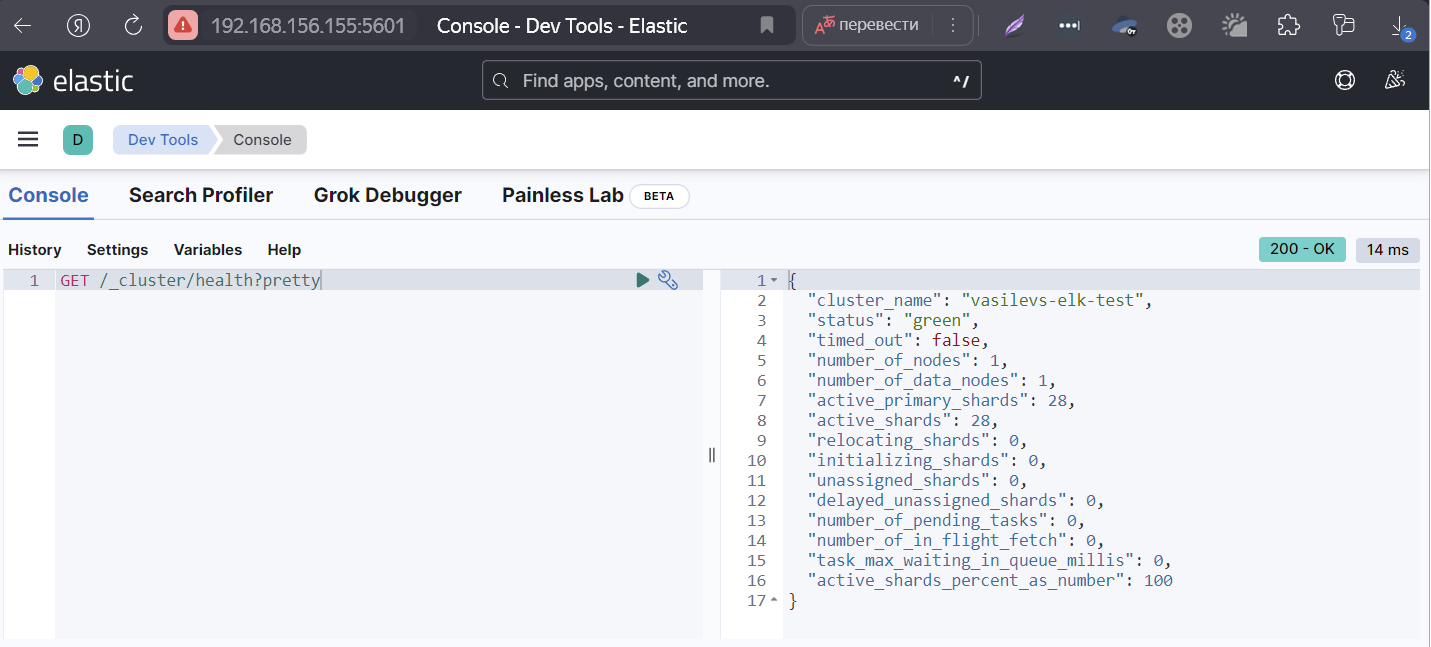 Я 192.168.156.155:5601 Console - Dev Tools - Elastic перевести 2
elastic Find apps, content, and more. ^/
D Dev Tools Console
Console Search Profiler Grok Debugger Painless Lab BETA
History Settings Variables Help 200 - OK 14 ms
1 GET /_cluster/health?pretty
1 {
2 "cluster_name": "vasilevs-elk-test",
3 "status": "green",
4 "timed_out": false,
5 "number_of_nodes": 1,
6 "number_of_data_nodes": 1,
7 "active_primary_shards": 28,
8 "active_shards": 28,
9 "relocating_shards": 0,
10 "initializing_shards": 0,
11 "unassigned_shards": 0,
12 "delayed_unassigned_shards": 0,
13 "number_of_pending_tasks": 0,
14 "number_of_in_flight_fetch": 0,
15 "task_max_waiting_in_queue_millis": 0,
16 "active_shards_percent_as_number": 100
17 }